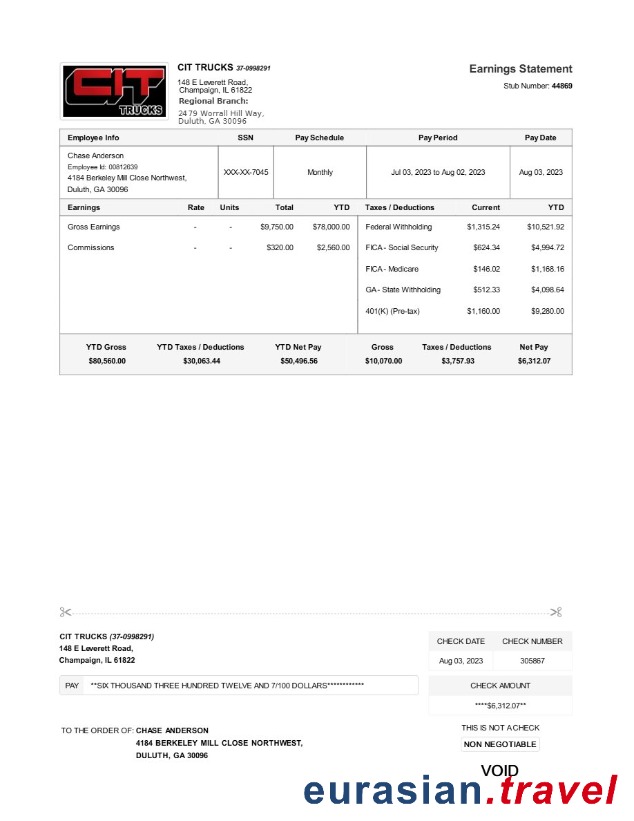 CIT TRUCKS
CIT TRUCKS 37-0998291
148 E Leverett Road,
Champaign, IL 61822
Regional Branch:
2479 Worrall Hill Way,
Duluth, GA 30096
Earnings Statement
Stub Number: 44869
Employee Info SSN Pay Schedule Pay Period Pay Date
Chase Anderson
Employee Id: 00812639
4184 Berkeley Mill Close Northwest,
Duluth, GA 30096
XXX-XX-7045 Monthly Jul 03, 2023 to Aug 02, 2023 Aug 03, 2023
Earnings Rate Units Total YTD Taxes / Deductions Current YTD
Gross Earnings - - $9,750.00 $78,000.00 Federal Withholding $1,315.24 $10,521.92
Commissions - - $320.00 $2,560.00 FICA - Social Security $624.34 $4,994.72
FICA - Medicare $146.02 $1,168.16
GA - State Withholding $512.33 $4,098.64
401(K) (Pre-tax) $1,160.00 $9,280.00
YTD Gross YTD Taxes / Deductions YTD Net Pay Gross Taxes / Deductions Net Pay
$80,560.00 $30,063.44 $50,496.56 $10,070.00 $3,757.93 $6,312.07
CIT TRUCKS (37-0998291)
148 E Leverett Road,
Champaign, IL 61822
CHECK DATE CHECK NUMBER
Aug 03, 2023 305867
PAY **SIX THOUSAND THREE HUNDRED TWELVE AND 7/100 DOLLARS************
CHECK AMOUNT
****$6,312.07**
TO THE ORDER OF: CHASE ANDERSON
4184 BERKELEY MILL CLOSE NORTHWEST,
DULUTH, GA 30096
THIS IS NOT A CHECK
NON NEGOTIABLE
VOID
eurasian.travel